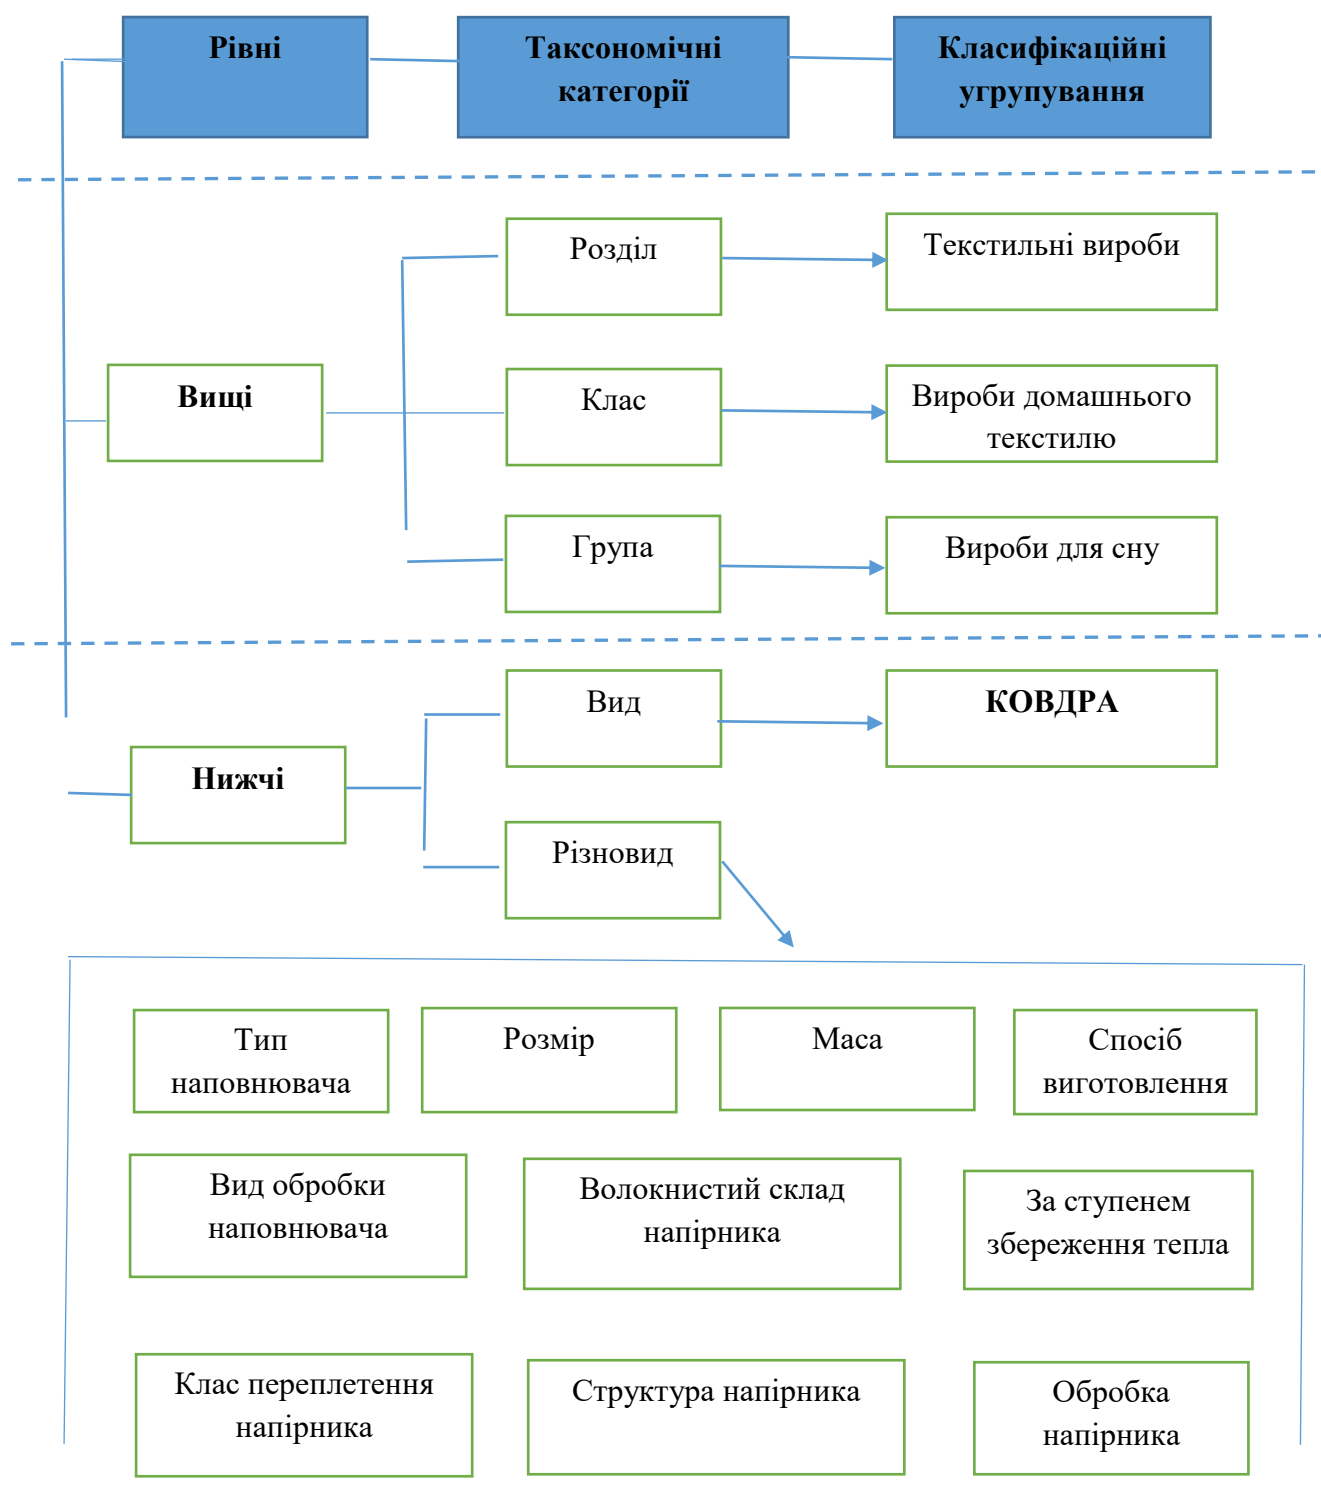 Рівні
Таксономічні
категорії
Класифікаційні
угрупування
Розділ
Текстильні вироби
Вищі
Клас
Вироби домашнього
текстилю
Група
Вироби для сну
Вид
КОВДРА
Нижчі
Різновид
Тип
наповнювача
Розмір
Маса
Спосіб
виготовлення
Вид обробки
наповнювача
Волокнистий склад
напірника
За ступенем
збереження тепла
Клас переплетення
напірника
Структура напірника
Обробка
напірника